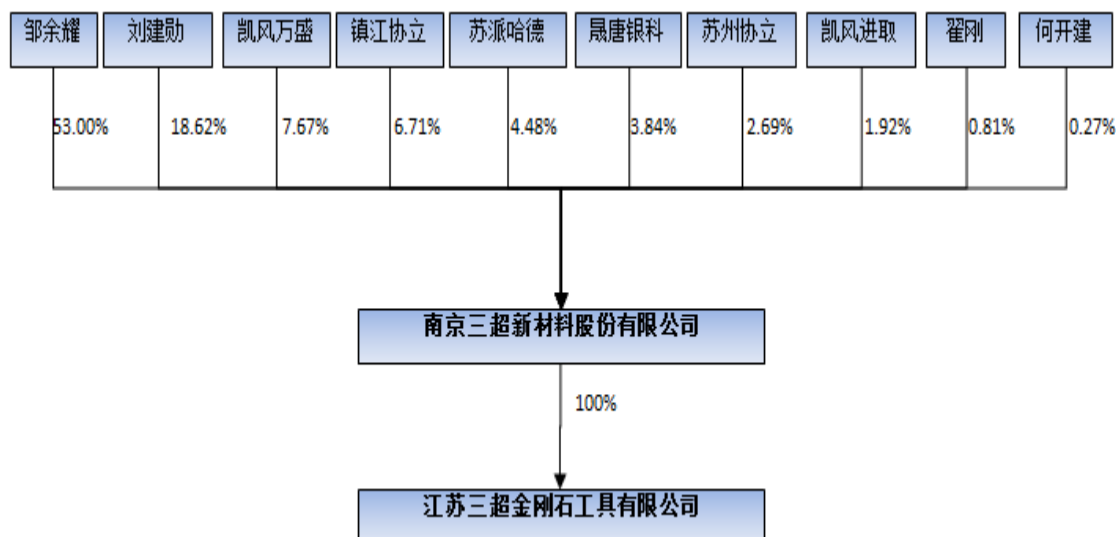 邹余耀 刘建勋 凯风万盛 镇江协立 苏派哈德 晟唐银科 苏州协立 凯风进取 翟刚 何开建
53.00% 18.62% 7.67% 6.71% 4.48% 3.84% 2.69% 1.92% 0.81% 0.27%
南京三超新材料股份有限公司
100%
江苏三超金刚石工具有限公司